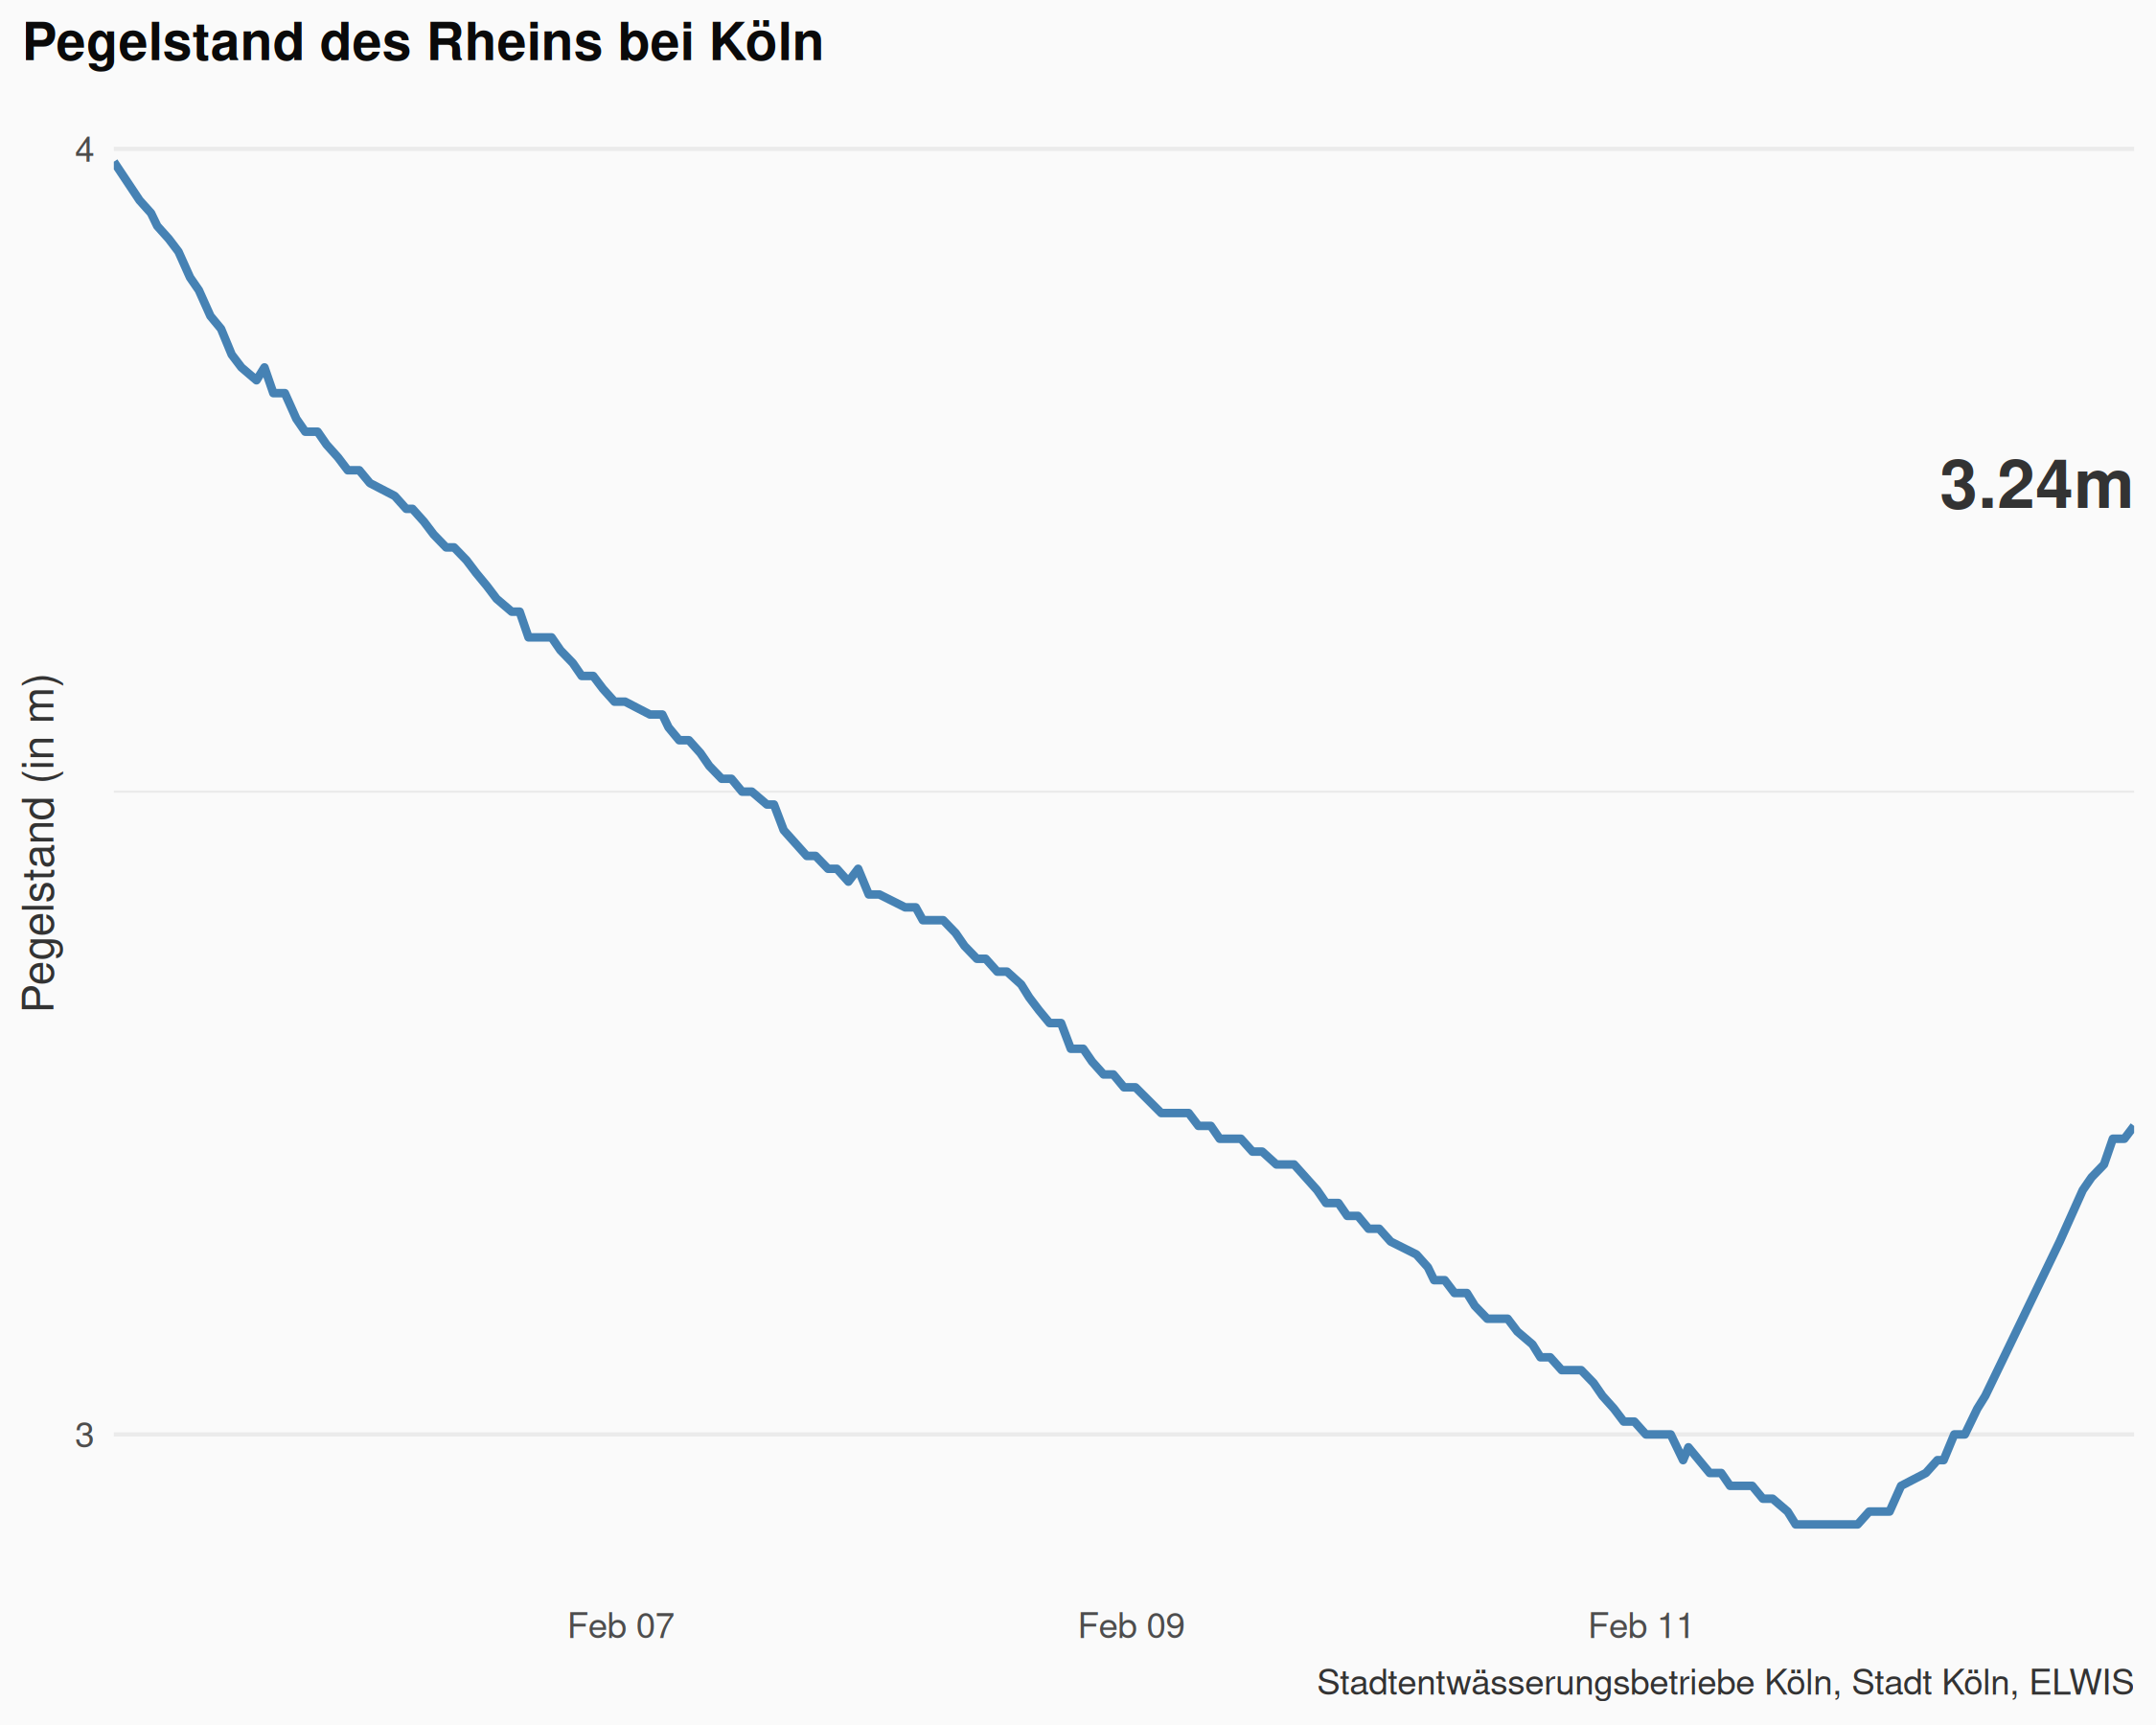 Pegelstand des Rheins bei Köln
4
3.24m
Pegelstand (in m)
3
Feb 07
Feb 09
Feb 11
Stadtentwässerungsbetriebe Köln, Stadt Köln, ELWIS